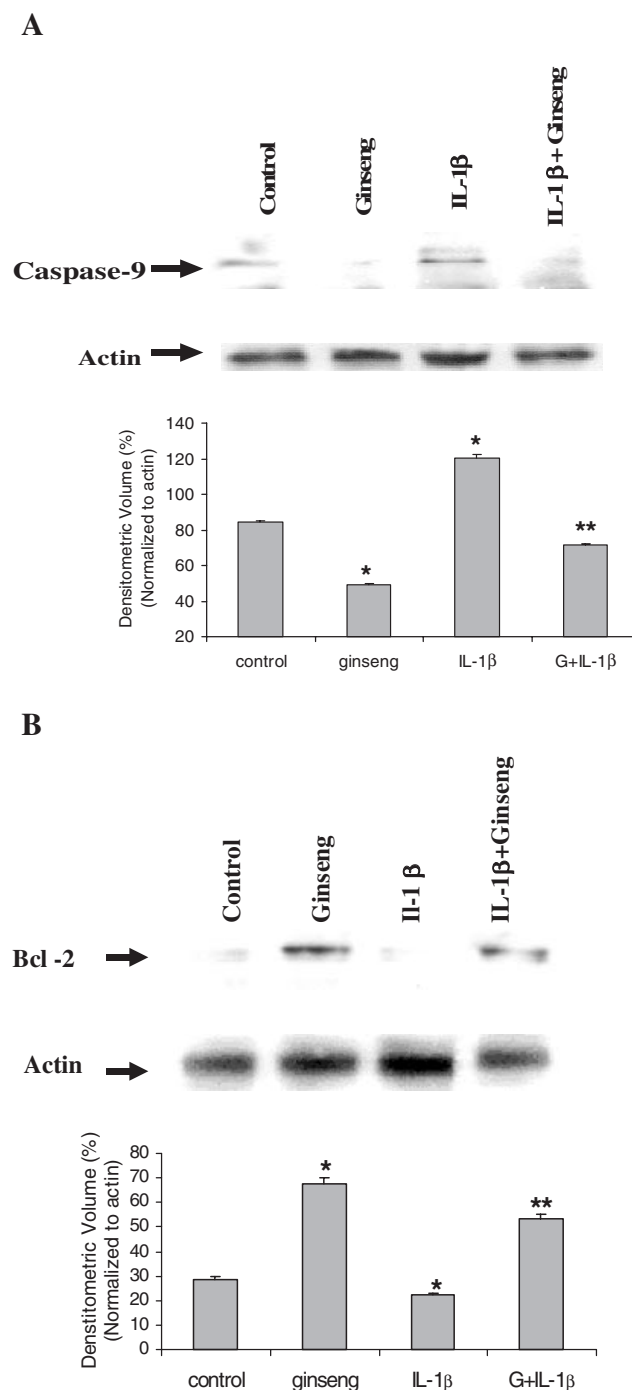 A
Control
Ginseng
IL-1β
IL-1β + Ginseng
Caspase-9
Actin
Densitometric Volume (%)
(Normalized to actin)
140
120
100
80
60
40
20
*
*
**
control
ginseng
IL-1β
G+IL-1β
B
Control
Ginseng
Il-1 β
IL-1β+Ginseng
Bcl -2
Actin
Denstitometric Volume (%)
(Normalized to actin)
80
70
60
50
40
30
20
10
0
*
*
**
control
ginseng
IL-1β
G+IL-1β